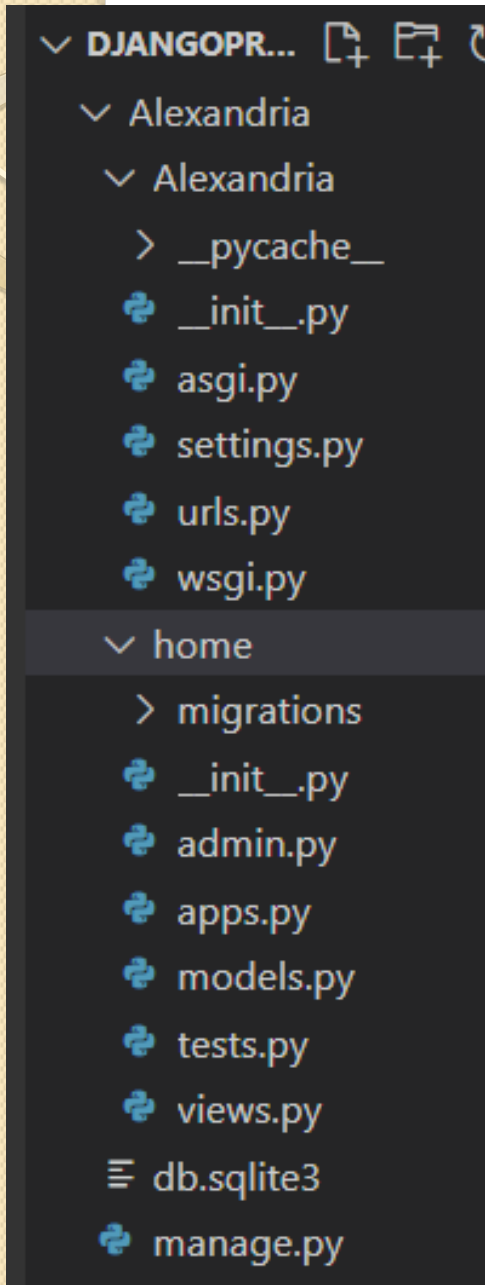 DJANGOPR...
Alexandria
Alexandria
__pycache__
__init__.py
asgi.py
settings.py
urls.py
wsgi.py
home
migrations
__init__.py
admin.py
apps.py
models.py
tests.py
views.py
db.sqlite3
manage.py